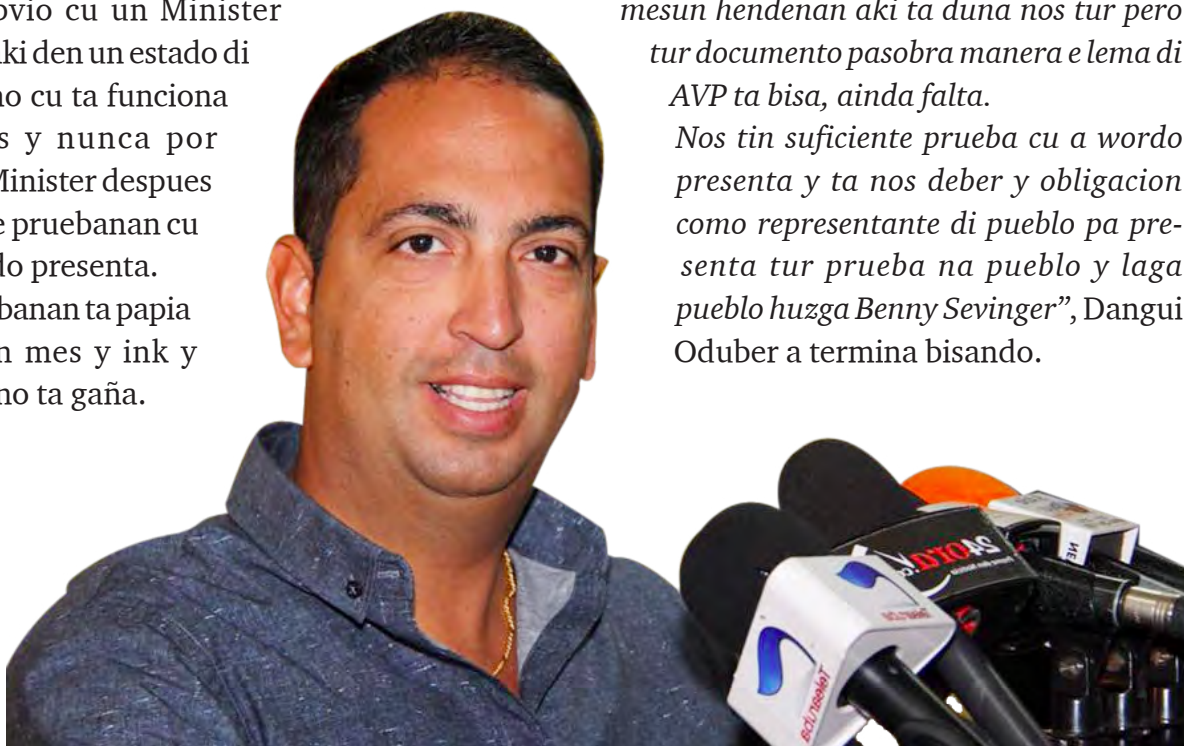 ovio cu un Minister
aki den un estado di
no cu ta funciona
s y nunca por
Minister despues
e pruebanan cu
do presenta.
banan ta papia
n mes y ink y
no ta gaña.
mesun hendenan aki ta duna nos tur pero
tur documento pasobra manera e lema di
AVP ta bisa, ainda falta.
Nos tin suficiente prueba cu a wordo
presenta y ta nos deber y obligacion
como representante di pueblo pa pre-
senta tur prueba na pueblo y laga
pueblo huzga Benny Sevinger”, Dangui
Oduber a termina bisando.
Telearuba
Telearuba